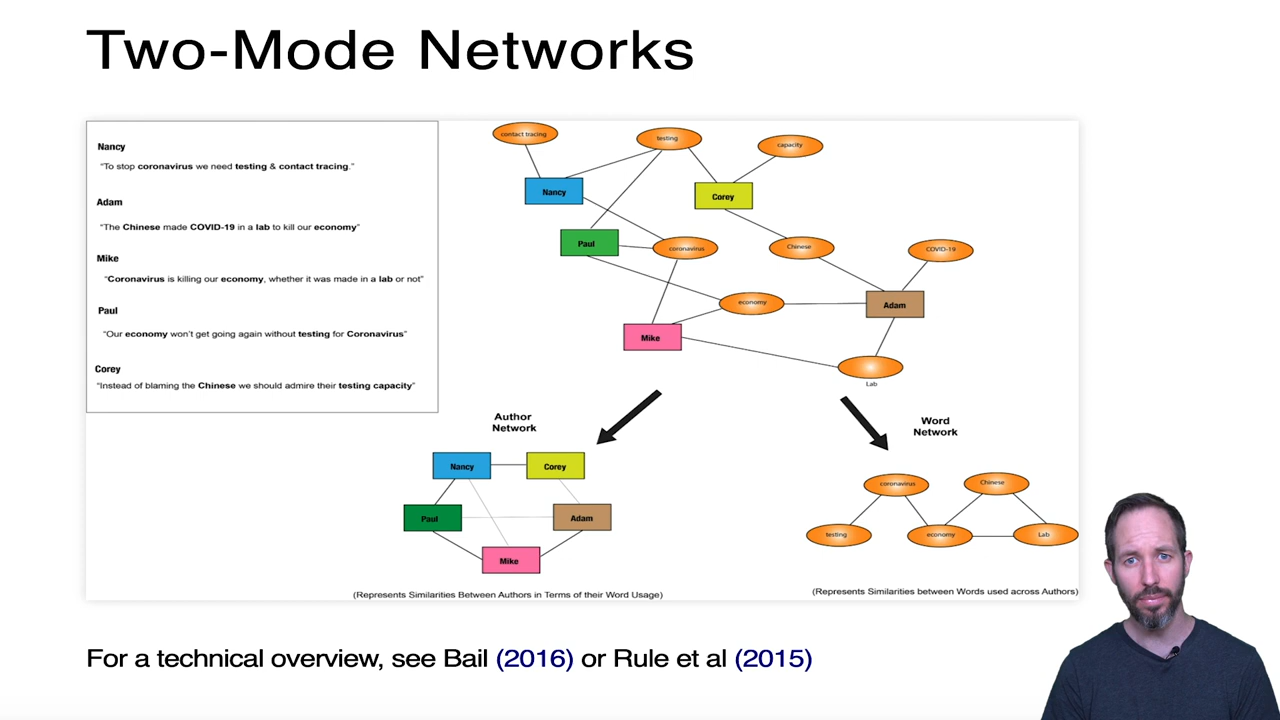 Two-Mode Networks
Nancy
“To stop coronavirus we need testing & contact tracing.”
Adam
“The Chinese made COVID-19 in a lab to kill our economy”
Mike
“Coronavirus is killing our economy, whether it was made in a lab or not”
Paul
“Our economy won’t get going again without testing for Coronavirus”
Corey
“Instead of blaming the Chinese we should admire their testing capacity”
contact tracing
testing
capacity
Nancy
Corey
Paul
coronavirus
Chinese
COVID-19
economy
Adam
Mike
Lab
Author
Network
Nancy
Corey
Paul
Adam
Mike
(Represents Similarities Between Authors in Terms of their Word Usage)
Word
Network
coronavirus
Chinese
testing
economy
Lab
(Represents Similarities between Words used across Authors)
For a technical overview, see Bail (2016) or Rule et al (2015)